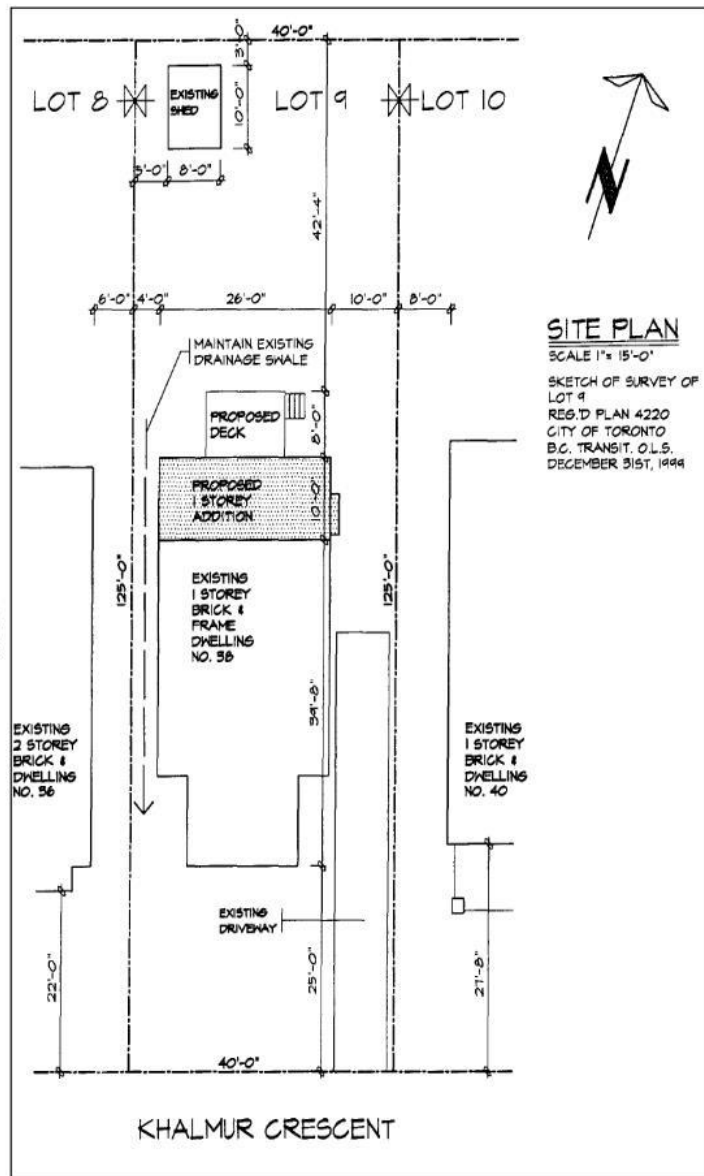 40'-0"
3'-0"
LOT 8
EXISTING
SHED
10'-0"
LOT 9
LOT 10
8'-0"
42'-4"
N
6'-0"
4'-0"
26'-0"
10'-0"
8'-0"
MAINTAIN EXISTING
DRAINAGE SWALE
SITE PLAN
SCALE 1"= 15'-0"
SKETCH OF SURVEY OF
LOT 9
REG.'D PLAN 4220
CITY OF TORONTO
B.C. TRANSIT. O.L.S.
DECEMBER 31ST, 1999
PROPOSED
DECK
8'-0"
PROPOSED
1 STOREY
ADDITION
10'-0"
125'-0"
EXISTING
1 STOREY
BRICK &
FRAME
DWELLING
NO. 38
125'-0"
39'-8"
EXISTING
2 STOREY
BRICK &
DWELLING
NO. 36
EXISTING
1 STOREY
BRICK &
DWELLING
NO. 40
EXISTING
DRIVEWAY
22'-0"
25'-0"
27'-8"
40'-0"
KHALMUR CRESCENT